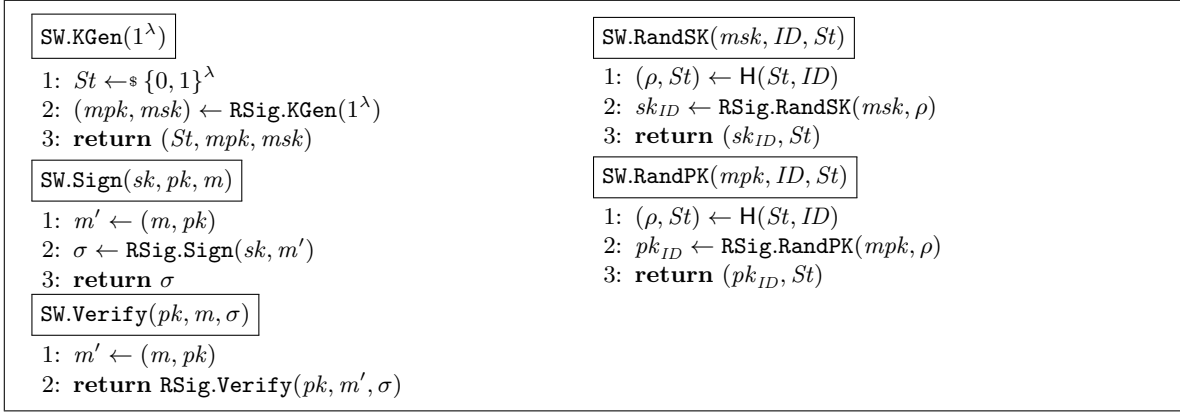 SW.KGen(1^λ)
1: St ←$ {0, 1}^λ
2: (mpk, msk) ← RSig.KGen(1^λ)
3: return (St, mpk, msk)
SW.Sign(sk, pk, m)
1: m′ ← (m, pk)
2: σ ← RSig.Sign(sk, m′)
3: return σ
SW.Verify(pk, m, σ)
1: m′ ← (m, pk)
2: return RSig.Verify(pk, m′, σ)
SW.RandSK(msk, ID, St)
1: (ρ, St) ← H(St, ID)
2: sk_ID ← RSig.RandSK(msk, ρ)
3: return (sk_ID, St)
SW.RandPK(mpk, ID, St)
1: (ρ, St) ← H(St, ID)
2: pk_ID ← RSig.RandPK(mpk, ρ)
3: return (pk_ID, St)